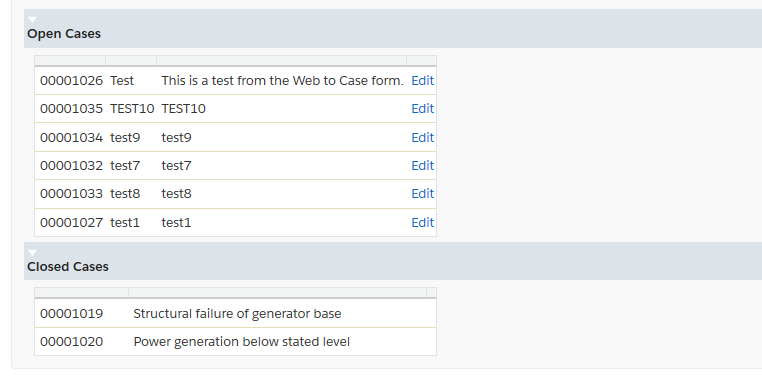 Open Cases
00001026 Test This is a test from the Web to Case form. Edit
00001035 TEST10 TEST10 Edit
00001034 test9 test9 Edit
00001032 test7 test7 Edit
00001033 test8 test8 Edit
00001027 test1 test1 Edit
Closed Cases
00001019 Structural failure of generator base
00001020 Power generation below stated level